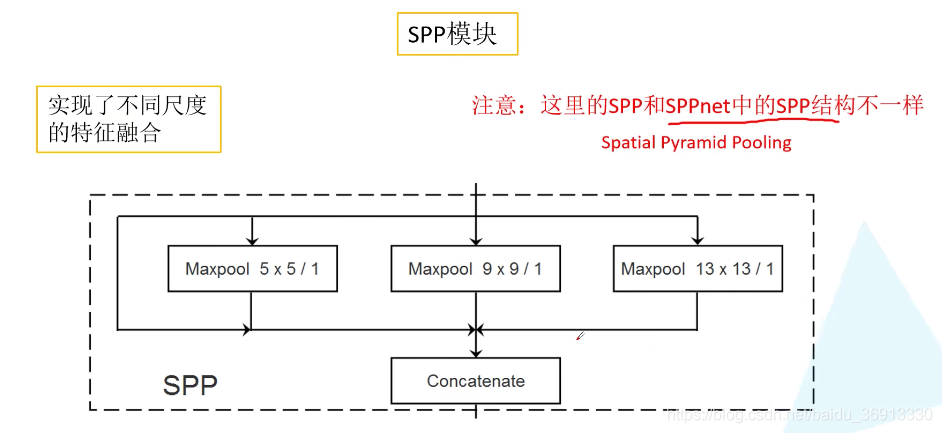 SPP模块
实现了不同尺度
的特征融合
注意：这里的SPP和SPPnet中的SPP结构不一样
Spatial Pyramid Pooling
Maxpool 5 x 5 / 1
Maxpool 9 x 9 / 1
Maxpool 13 x 13 / 1
Concatenate
SPP
https://blog.csdn.net/baidu_36913330